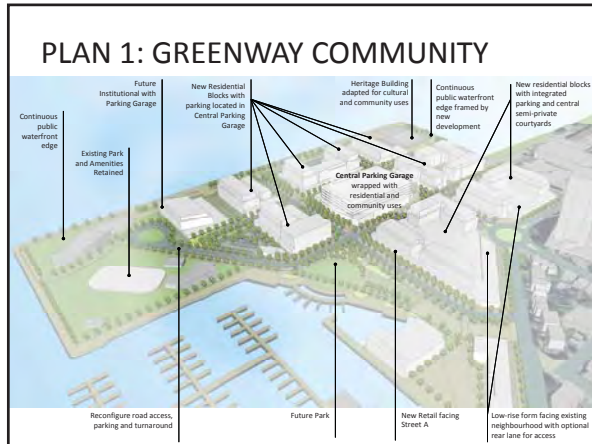 PLAN 1: GREENWAY COMMUNITY
Continuous
public
waterfront
edge
Existing Park
and Amenities
Retained
Future
Institutional with
Parking Garage
New Residential
Blocks with
parking located in
Central Parking
Garage
Heritage Building
adapted for cultural
and community uses
Continuous
public waterfront
edge framed by
new
development
New residential blocks
with integrated
parking and central
semi-private
courtyards
Central Parking Garage
wrapped with
residential and
community uses
Reconfigure road access,
parking and turnaround
Future Park
New Retail facing
Street A
Low-rise form facing existing
neighbourhood with optional
rear lane for access